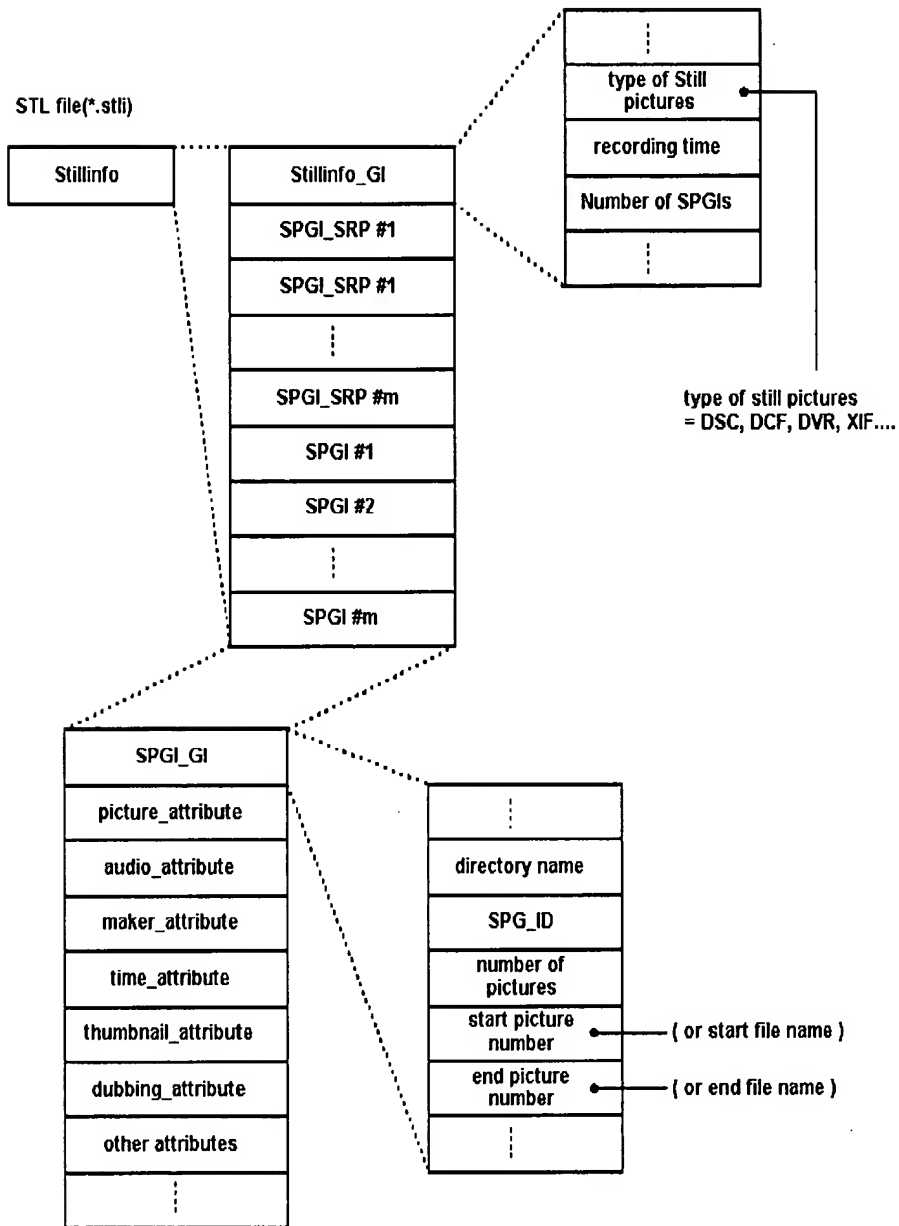 STL file(*.stli)
Stillinfo
Stillinfo_GI
SPGI_SRP #1
SPGI_SRP #1
SPGI_SRP #m
SPGI #1
SPGI #2
SPGI #m
type of Still
pictures
recording time
Number of SPGIs
type of still pictures
= DSC, DCF, DVR, XIF....
SPGI_GI
picture_attribute
audio_attribute
maker_attribute
time_attribute
thumbnail_attribute
dubbing_attribute
other attributes
directory name
SPG_ID
number of
pictures
start picture
number
( or start file name )
end picture
number
( or end file name )